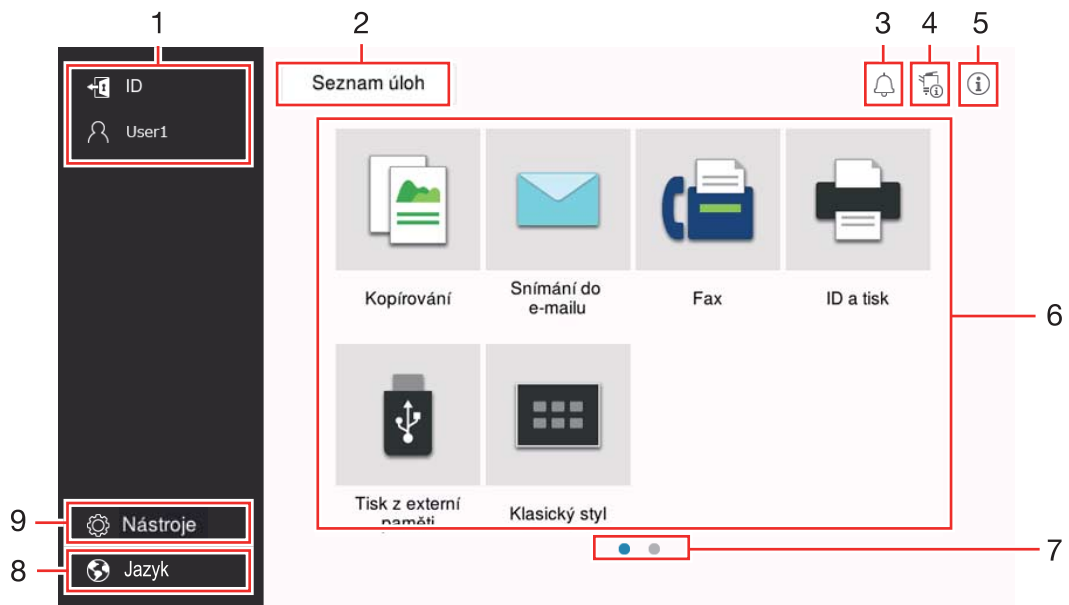 1
2
3
4
5
ID
User1
Seznam úloh
Kopírování
Snímání do
e-mailu
Fax
ID a tisk
6
Tisk z externí
paměti
Klasický styl
9
Nástroje
7
8
Jazyk